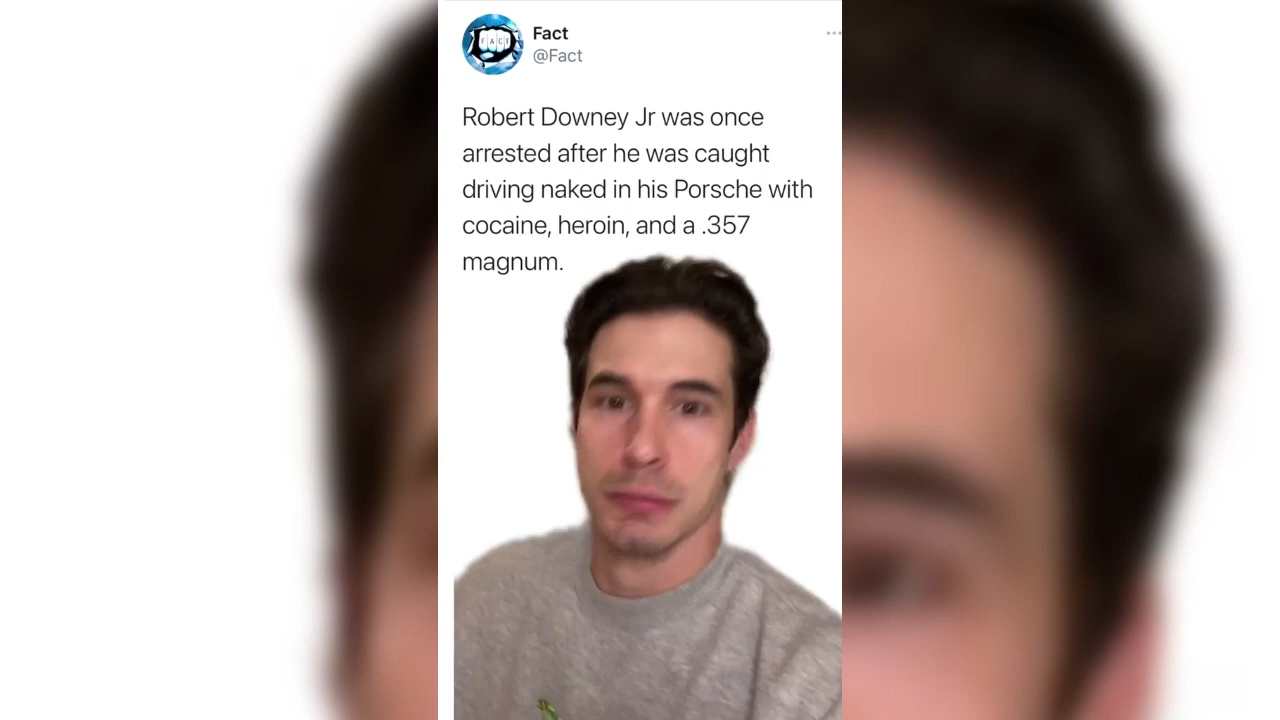 Fact
@Fact
FACT
Robert Downey Jr was once
arrested after he was caught
driving naked in his Porsche with
cocaine, heroin, and a .357
magnum.